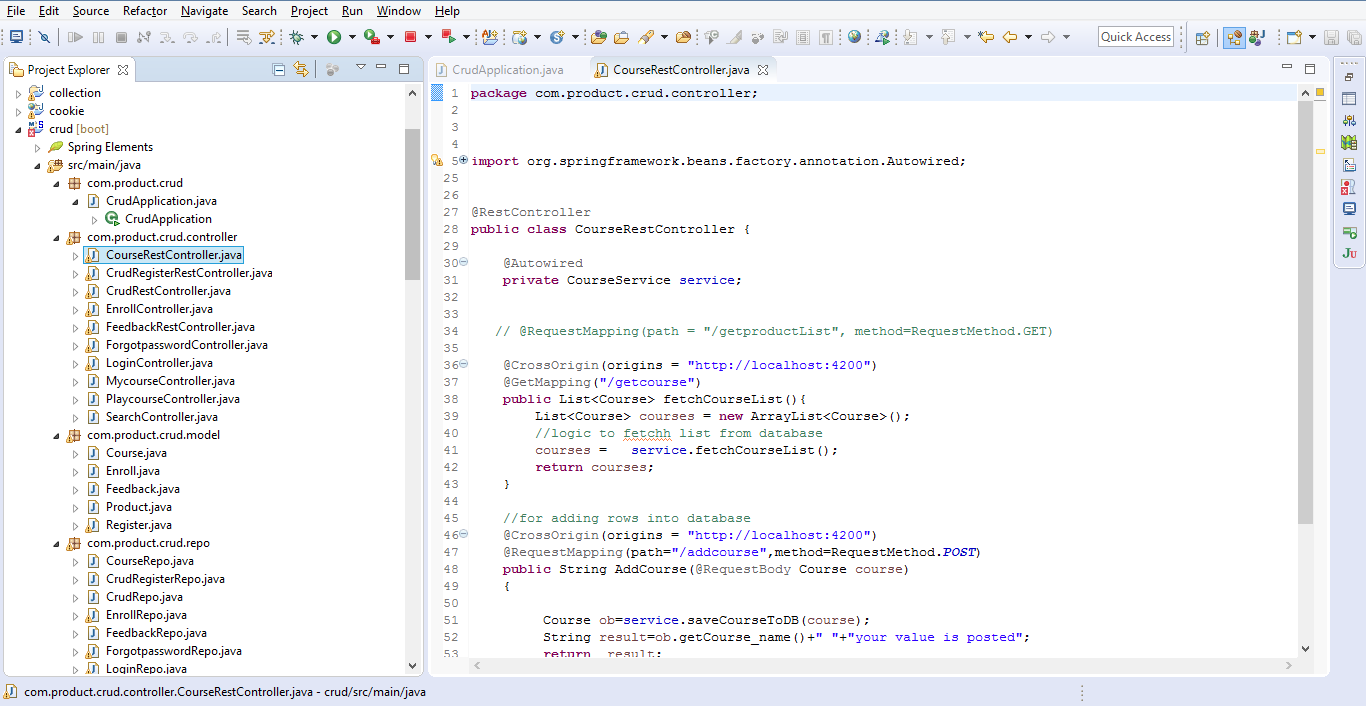 File Edit Source Refactor Navigate Search Project Run Window Help
Quick Access
Project Explorer
collection
cookie
crud [boot]
Spring Elements
src/main/java
com.product.crud
CrudApplication.java
CrudApplication
com.product.crud.controller
CourseRestController.java
CrudRegisterRestController.java
CrudRestController.java
EnrollController.java
FeedbackRestController.java
ForgotpasswordController.java
LoginController.java
MycourseController.java
PlaycourseController.java
SearchController.java
com.product.crud.model
Course.java
Enroll.java
Feedback.java
Product.java
Register.java
com.product.crud.repo
CourseRepo.java
CrudRegisterRepo.java
CrudRepo.java
EnrollRepo.java
FeedbackRepo.java
ForgotpasswordRepo.java
LoginRepo.java
CrudApplication.java CourseRestController.java
1 package com.product.crud.controller;
2
3
4
5 import org.springframework.beans.factory.annotation.Autowired;
25
26
27 @RestController
28 public class CourseRestController {
29
30 @Autowired
31 private CourseService service;
32
33
34 // @RequestMapping(path = "/getproductList", method=RequestMethod.GET)
35
36 @CrossOrigin(origins = "http://localhost:4200")
37 @GetMapping("/getcourse")
38 public List<Course> fetchCourseList(){
39 List<Course> courses = new ArrayList<Course>();
40 //logic to fetchh list from database
41 courses = service.fetchCourseList();
42 return courses;
43 }
44
45 //for adding rows into database
46 @CrossOrigin(origins = "http://localhost:4200")
47 @RequestMapping(path="/addcourse",method=RequestMethod.POST)
48 public String AddCourse(@RequestBody Course course)
49 {
50
51 Course ob=service.saveCourseToDB(course);
52 String result=ob.getCourse_name()+" "+"your value is posted";
53 return result;
com.product.crud.controller.CourseRestController.java - crud/src/main/java